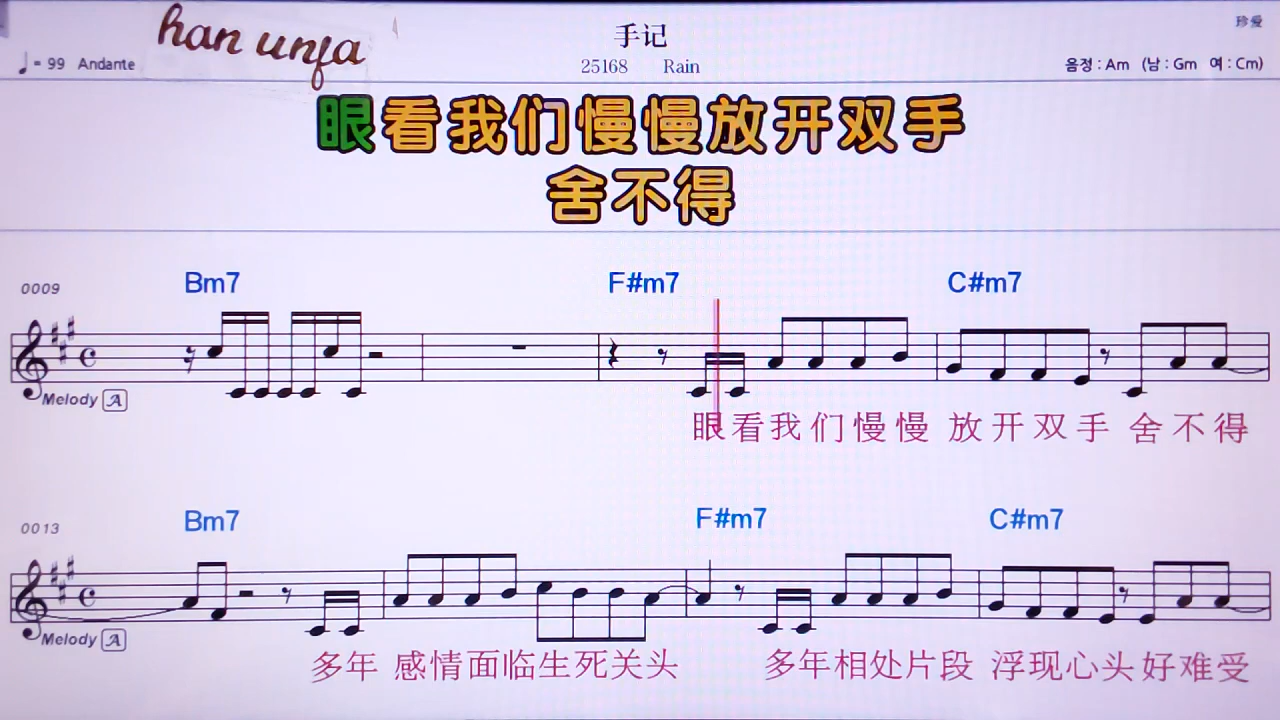 han unfa
手记
珍爱
♩= 99 Andante
25168 Rain
음정 : Am (남 : Gm 여 : Cm)
眼看我们慢慢放开双手
舍不得
0009 Bm7 F#m7 C#m7
Melody A
眼看我们慢慢 放开双手 舍不得
0013 Bm7 F#m7 C#m7
Melody A
多年 感情面临生死关头 多年相处片段 浮现心头好难受